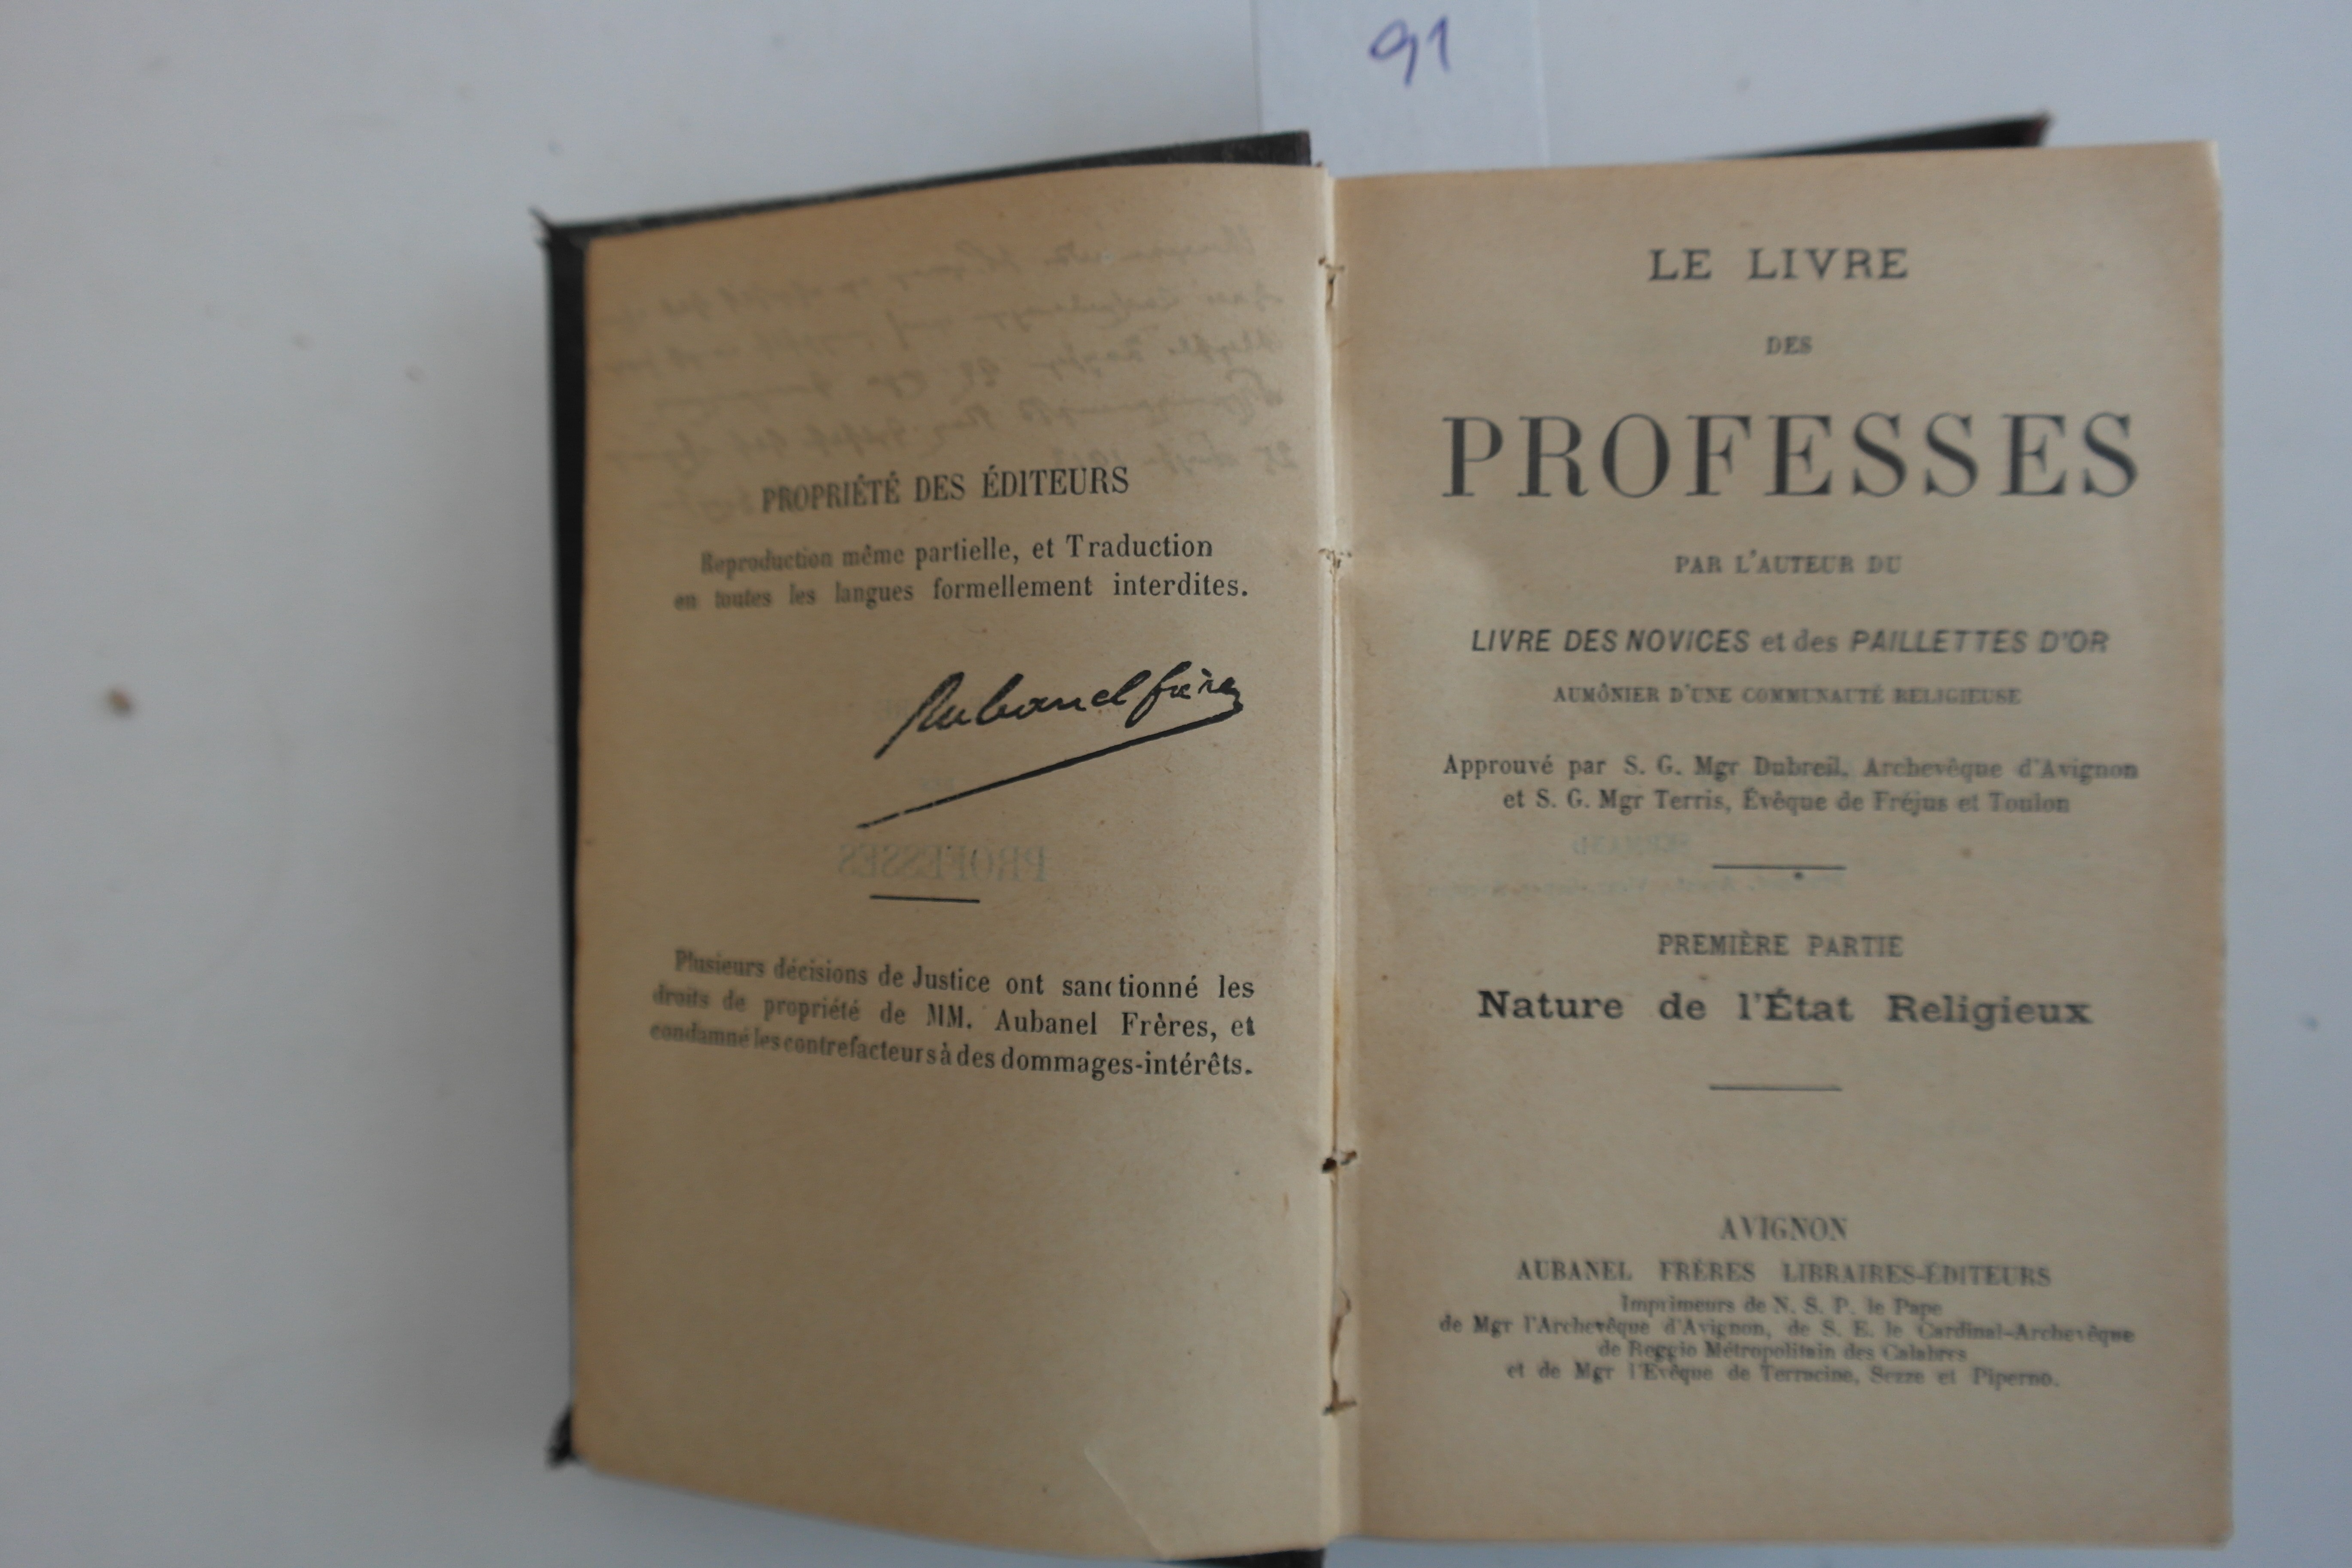 91
PROPRIÉTÉ DES ÉDITEURS
Reproduction même partielle, et Traduction
en toutes les langues formellement interdites.
Aubanel frères
PROFESSES
Plusieurs décisions de Justice ont sanctionné les
droits de propriété de MM. Aubanel Frères, et
condamné les contrefacteurs à des dommages-intérêts.
LE LIVRE
DES
PROFESSES
PAR L'AUTEUR DU
LIVRE DES NOVICES et des PAILLETTES D'OR
AUMÔNIER D'UNE COMMUNAUTÉ RELIGIEUSE
Approuvé par S. G. Mgr Dubreil, Archevêque d'Avignon
et S. G. Mgr Terris, Évêque de Fréjus et Toulon
PREMIÈRE PARTIE
Nature de l'État Religieux
AVIGNON
AUBANEL FRÈRES LIBRAIRES-ÉDITEURS
Imprimeurs de N. S. P. le Pape
de Mgr l'Archevêque d'Avignon, de S. E. le Cardinal-Archevêque
de Reggio Métropolitain des Calabres
et de Mgr l'Evêque de Terracine, Sezze et Piperno.